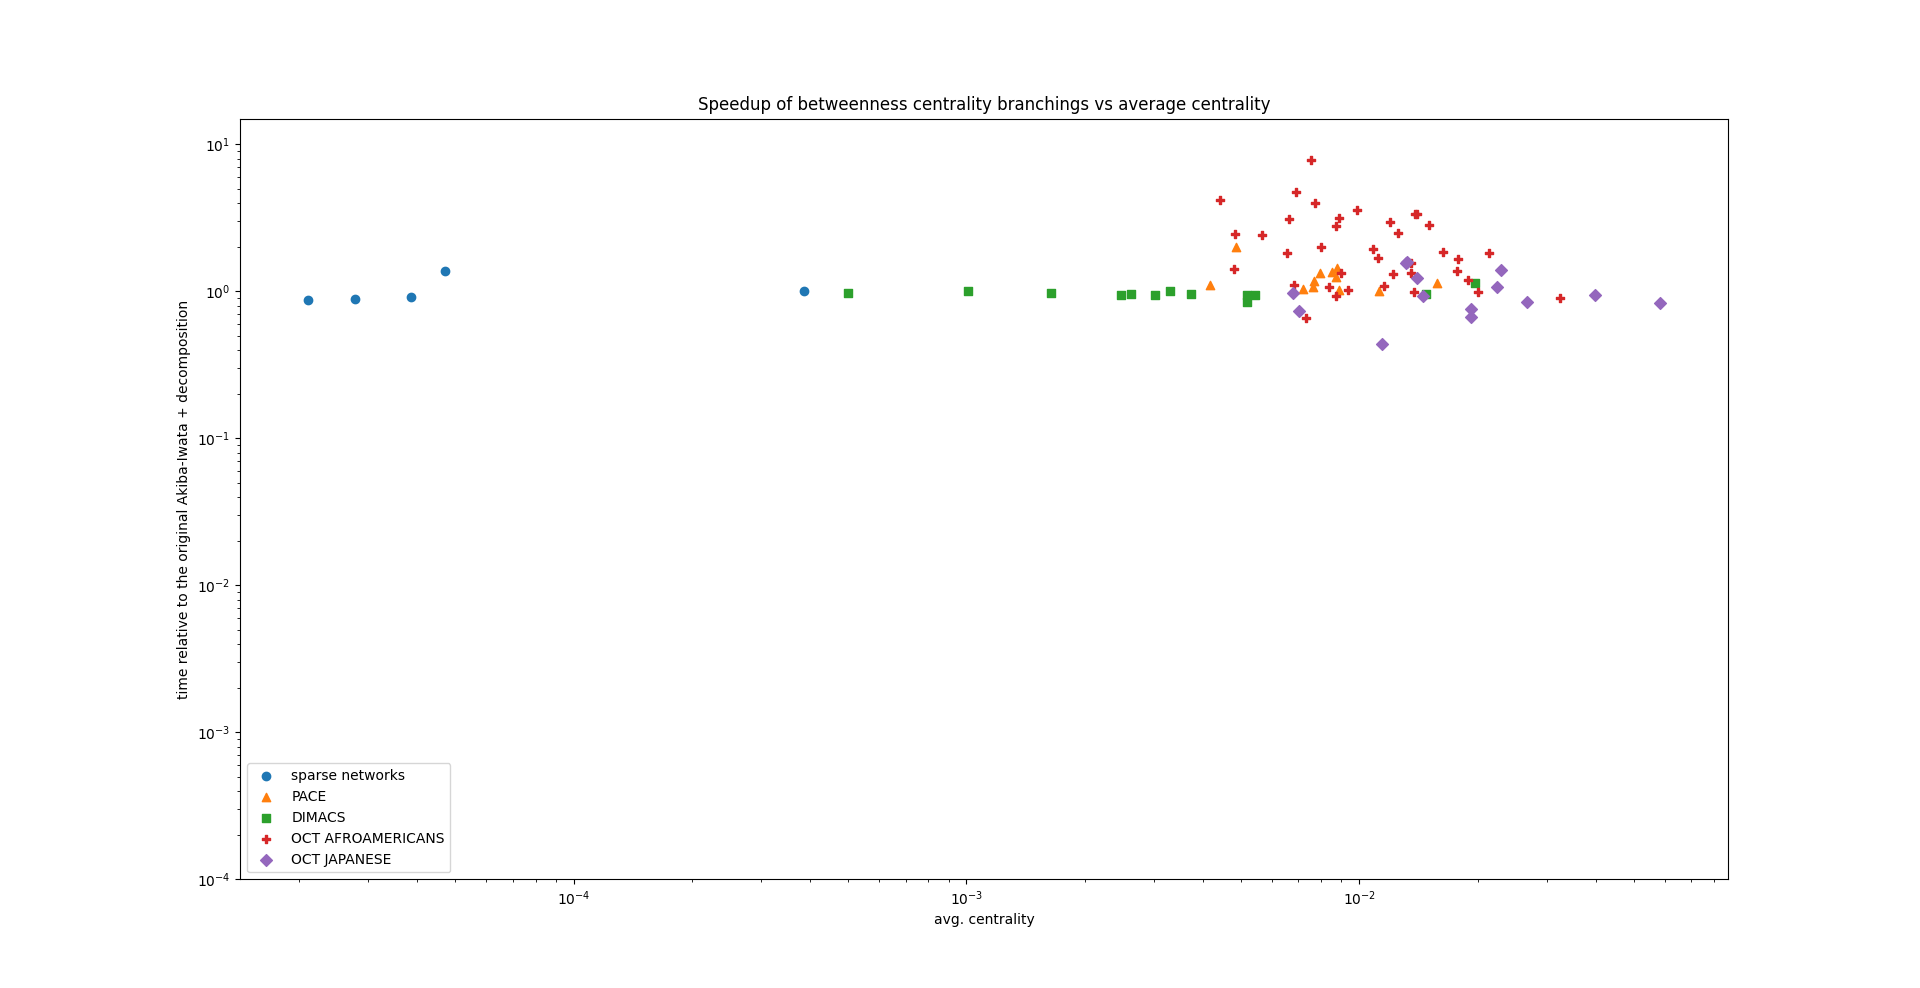 Speedup of betweenness centrality branchings vs average centrality
time relative to the original Akiba-Iwata + decomposition
10¹
10⁰
10⁻¹
10⁻²
10⁻³
10⁻⁴
sparse networks
PACE
DIMACS
OCT AFROAMERICANS
OCT JAPANESE
10⁻⁴ 10⁻³ 10⁻²
avg. centrality